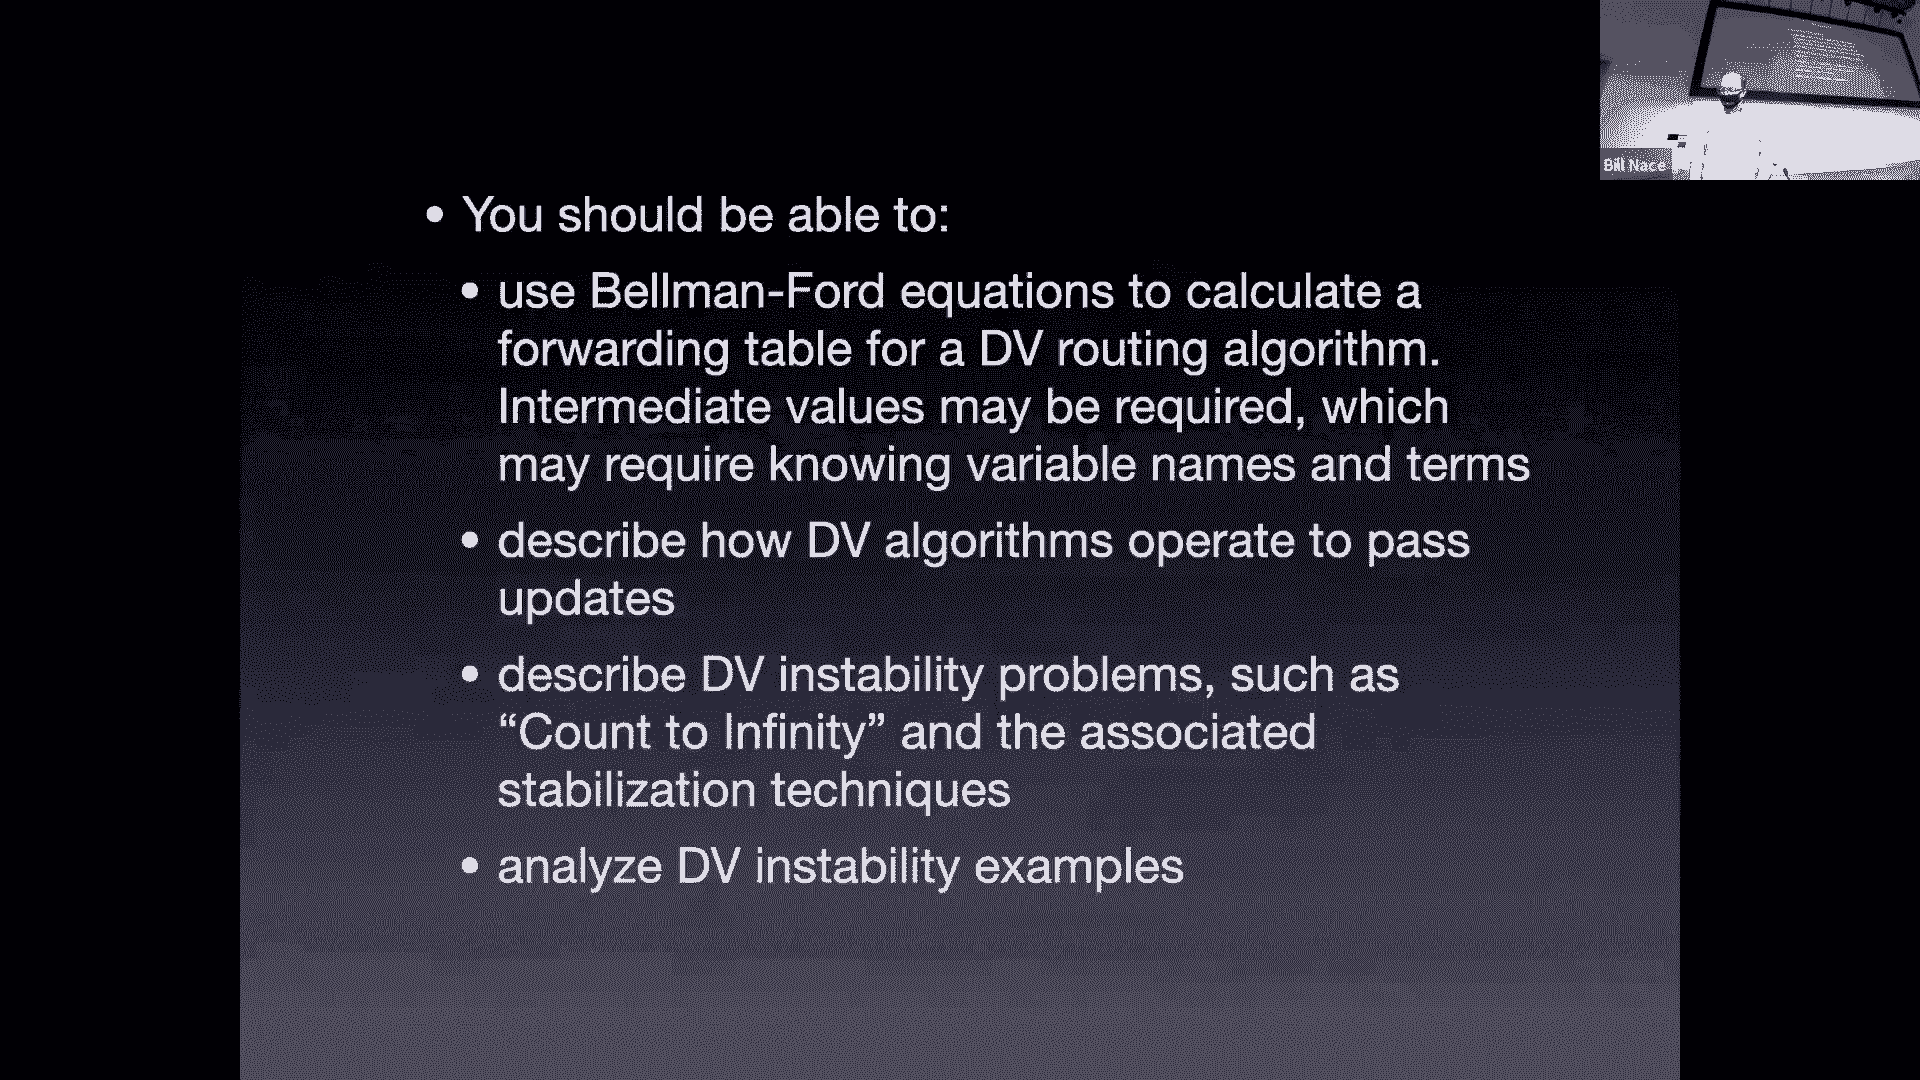 Bill Nace
• You should be able to:
• use Bellman-Ford equations to calculate a
forwarding table for a DV routing algorithm.
Intermediate values may be required, which
may require knowing variable names and terms
• describe how DV algorithms operate to pass
updates
• describe DV instability problems, such as
“Count to Infinity” and the associated
stabilization techniques
• analyze DV instability examples